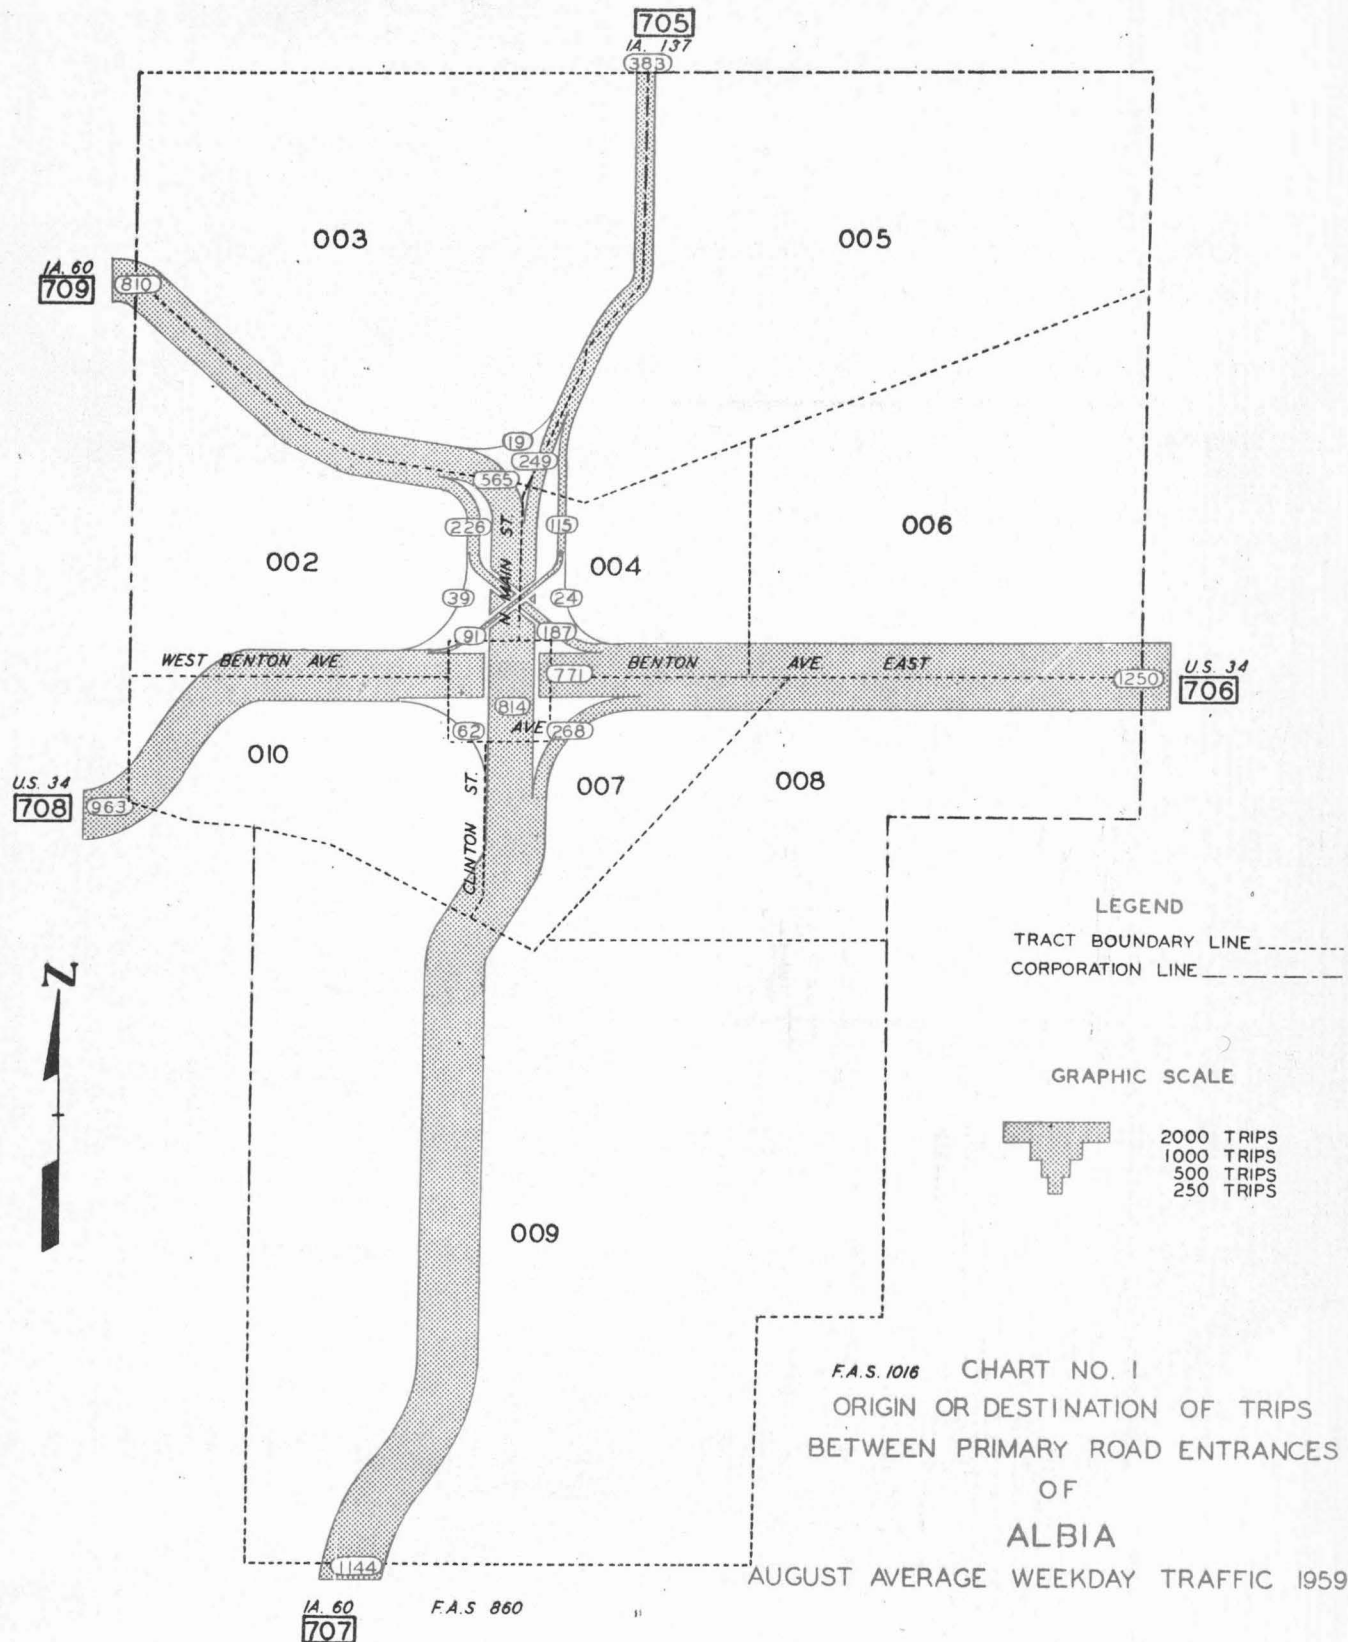 705
IA. 137
383
003
005
IA. 60
709
810
19
249
565
226
ST.
115
002
N MAIN
004
006
39
24
91
187
WEST BENTON AVE.
BENTON AVE. EAST
771
1250
U.S. 34
706
814
AVE
62
268
010
ST.
007
008
U.S. 34
708
963
CLINTON
LEGEND
TRACT BOUNDARY LINE
CORPORATION LINE
Z
GRAPHIC SCALE
2000 TRIPS
1000 TRIPS
500 TRIPS
250 TRIPS
009
F.A.S. 1016 CHART NO. 1
ORIGIN OR DESTINATION OF TRIPS
BETWEEN PRIMARY ROAD ENTRANCES
OF
ALBIA
AUGUST AVERAGE WEEKDAY TRAFFIC 1959
1144
IA. 60
707
F.A.S 860